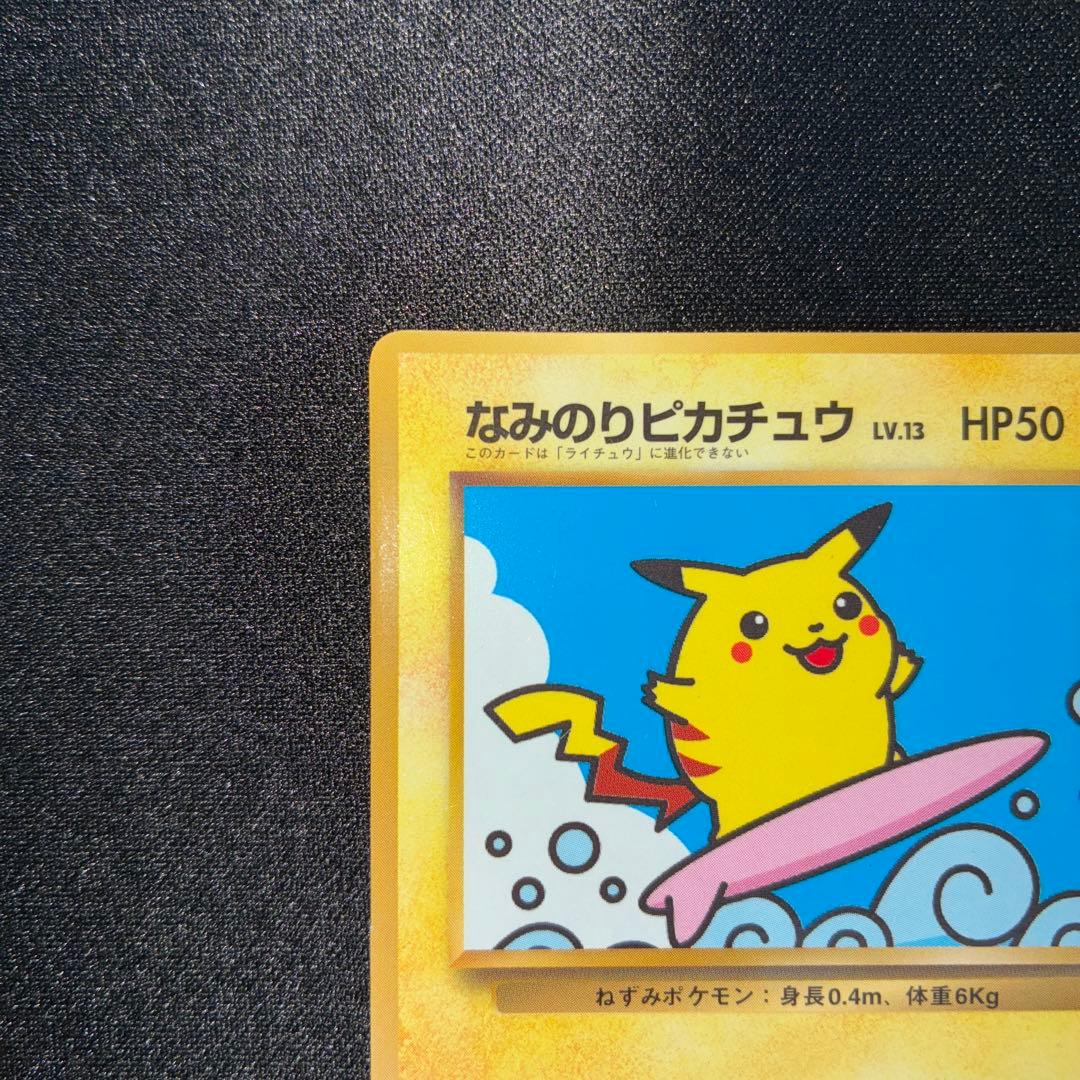 なみのりピカチュウ LV.13 HP50
このカードは「ライチュウ」に進化できない
ねずみポケモン：身長0.4m、体重6Kg